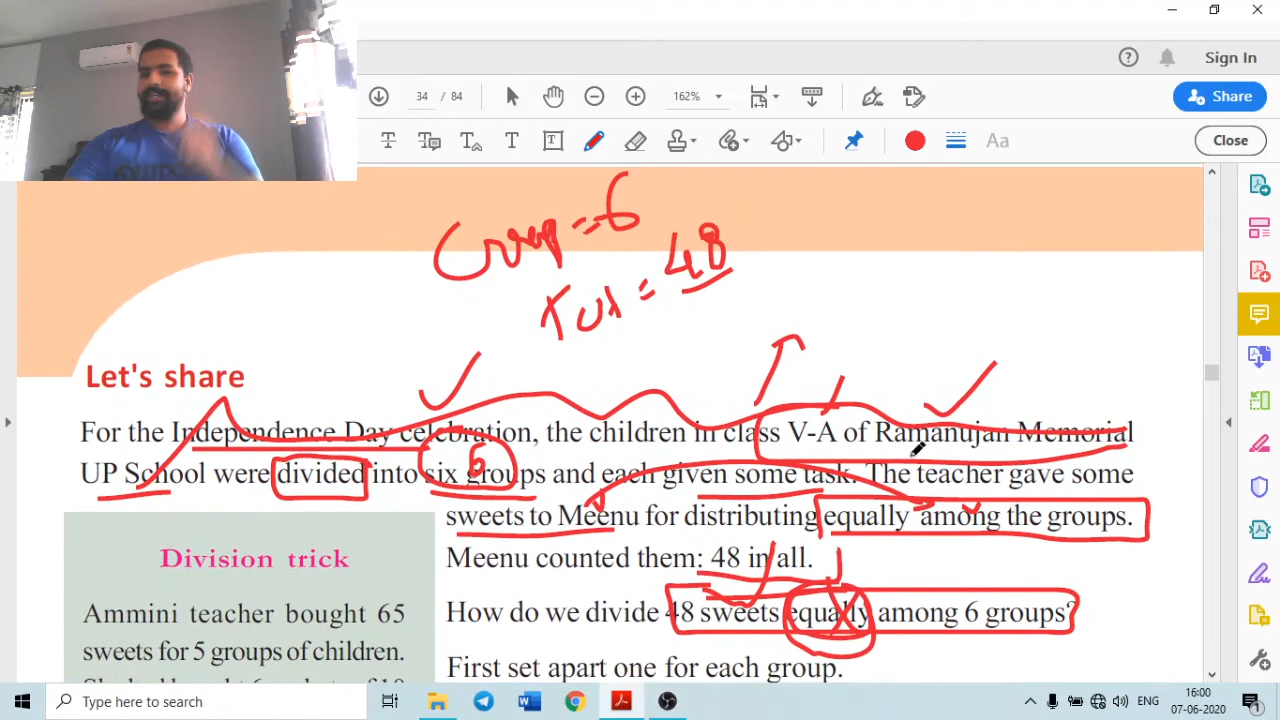 Sign In
34 / 84
162%
Share
Aa
Close
Group = 6
Tot = 48
Let's share
For the Independence Day celebration, the children in class V-A of Ramanujan Memorial
UP School were divided into six groups and each given some task. The teacher gave some
5
sweets to Meenu for distributing equally among the groups.
Meenu counted them: 48 in all.
How do we divide 48 sweets equally among 6 groups?
First set apart one for each group.
Division trick
Ammini teacher bought 65
sweets for 5 groups of children.
Type here to search
ENG
16:00
07-06-2020